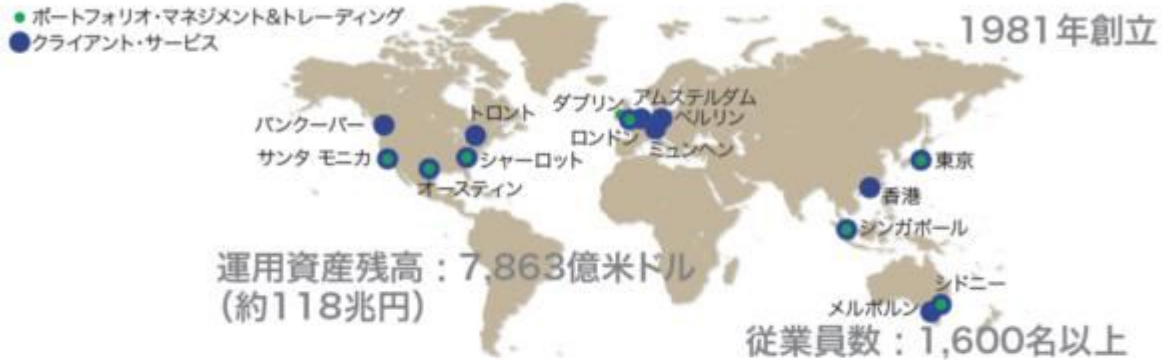 ポートフォリオ・マネジメント&トレーディング
クライアント・サービス
1981年創立
トロント
ダブリン
アムステルダム
バンクーバー
ベルリン
ロンドン
ミュンヘン
サンタ モニカ
シャーロット
東京
オースティン
香港
シンガポール
運用資産残高：7,863億米ドル
（約118兆円）
シドニー
メルボルン
従業員数：1,600名以上